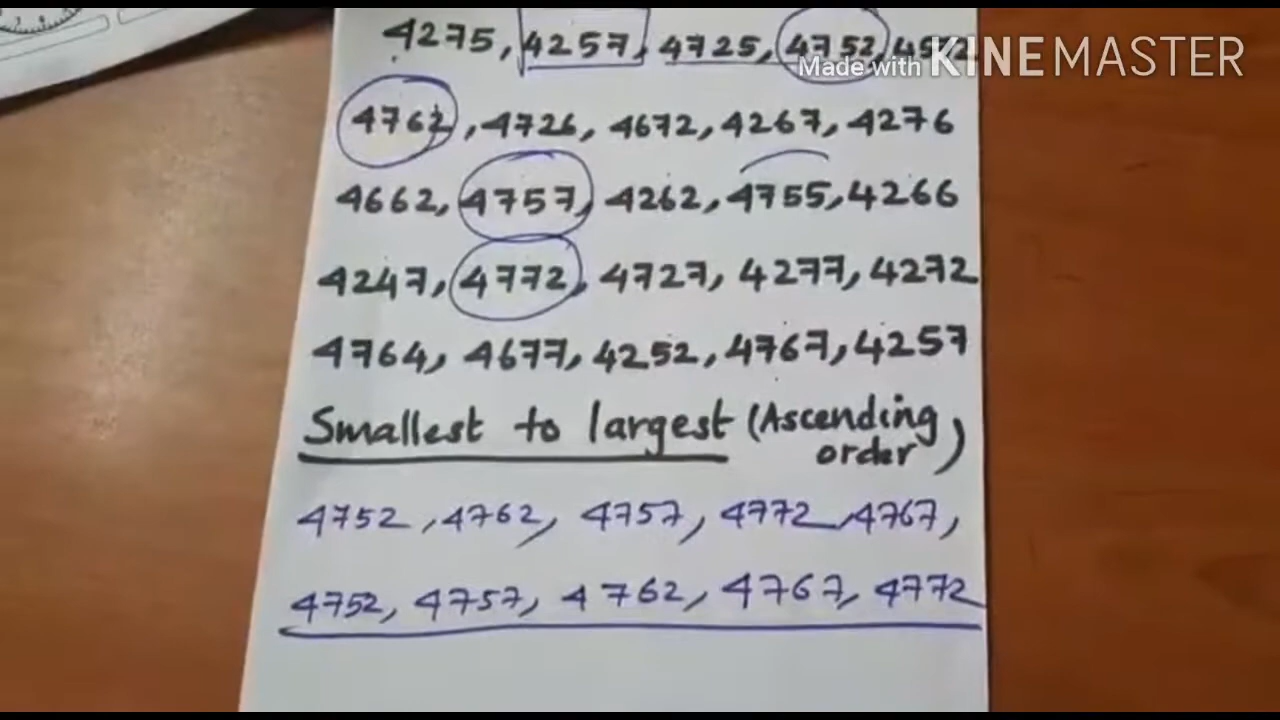 4275, 4257, 4725, 4752,
Made with KINEMASTER
4762, 4726, 4672, 4267, 4276
4662, 4757, 4262, 4755, 4266
4247, 4772, 4727, 4277, 4272
4764, 4677, 4252, 4767, 4257
Smallest to largest (Ascending order)
4752, 4762, 4757, 4772, 4767,
4752, 4757, 4762, 4767, 4772